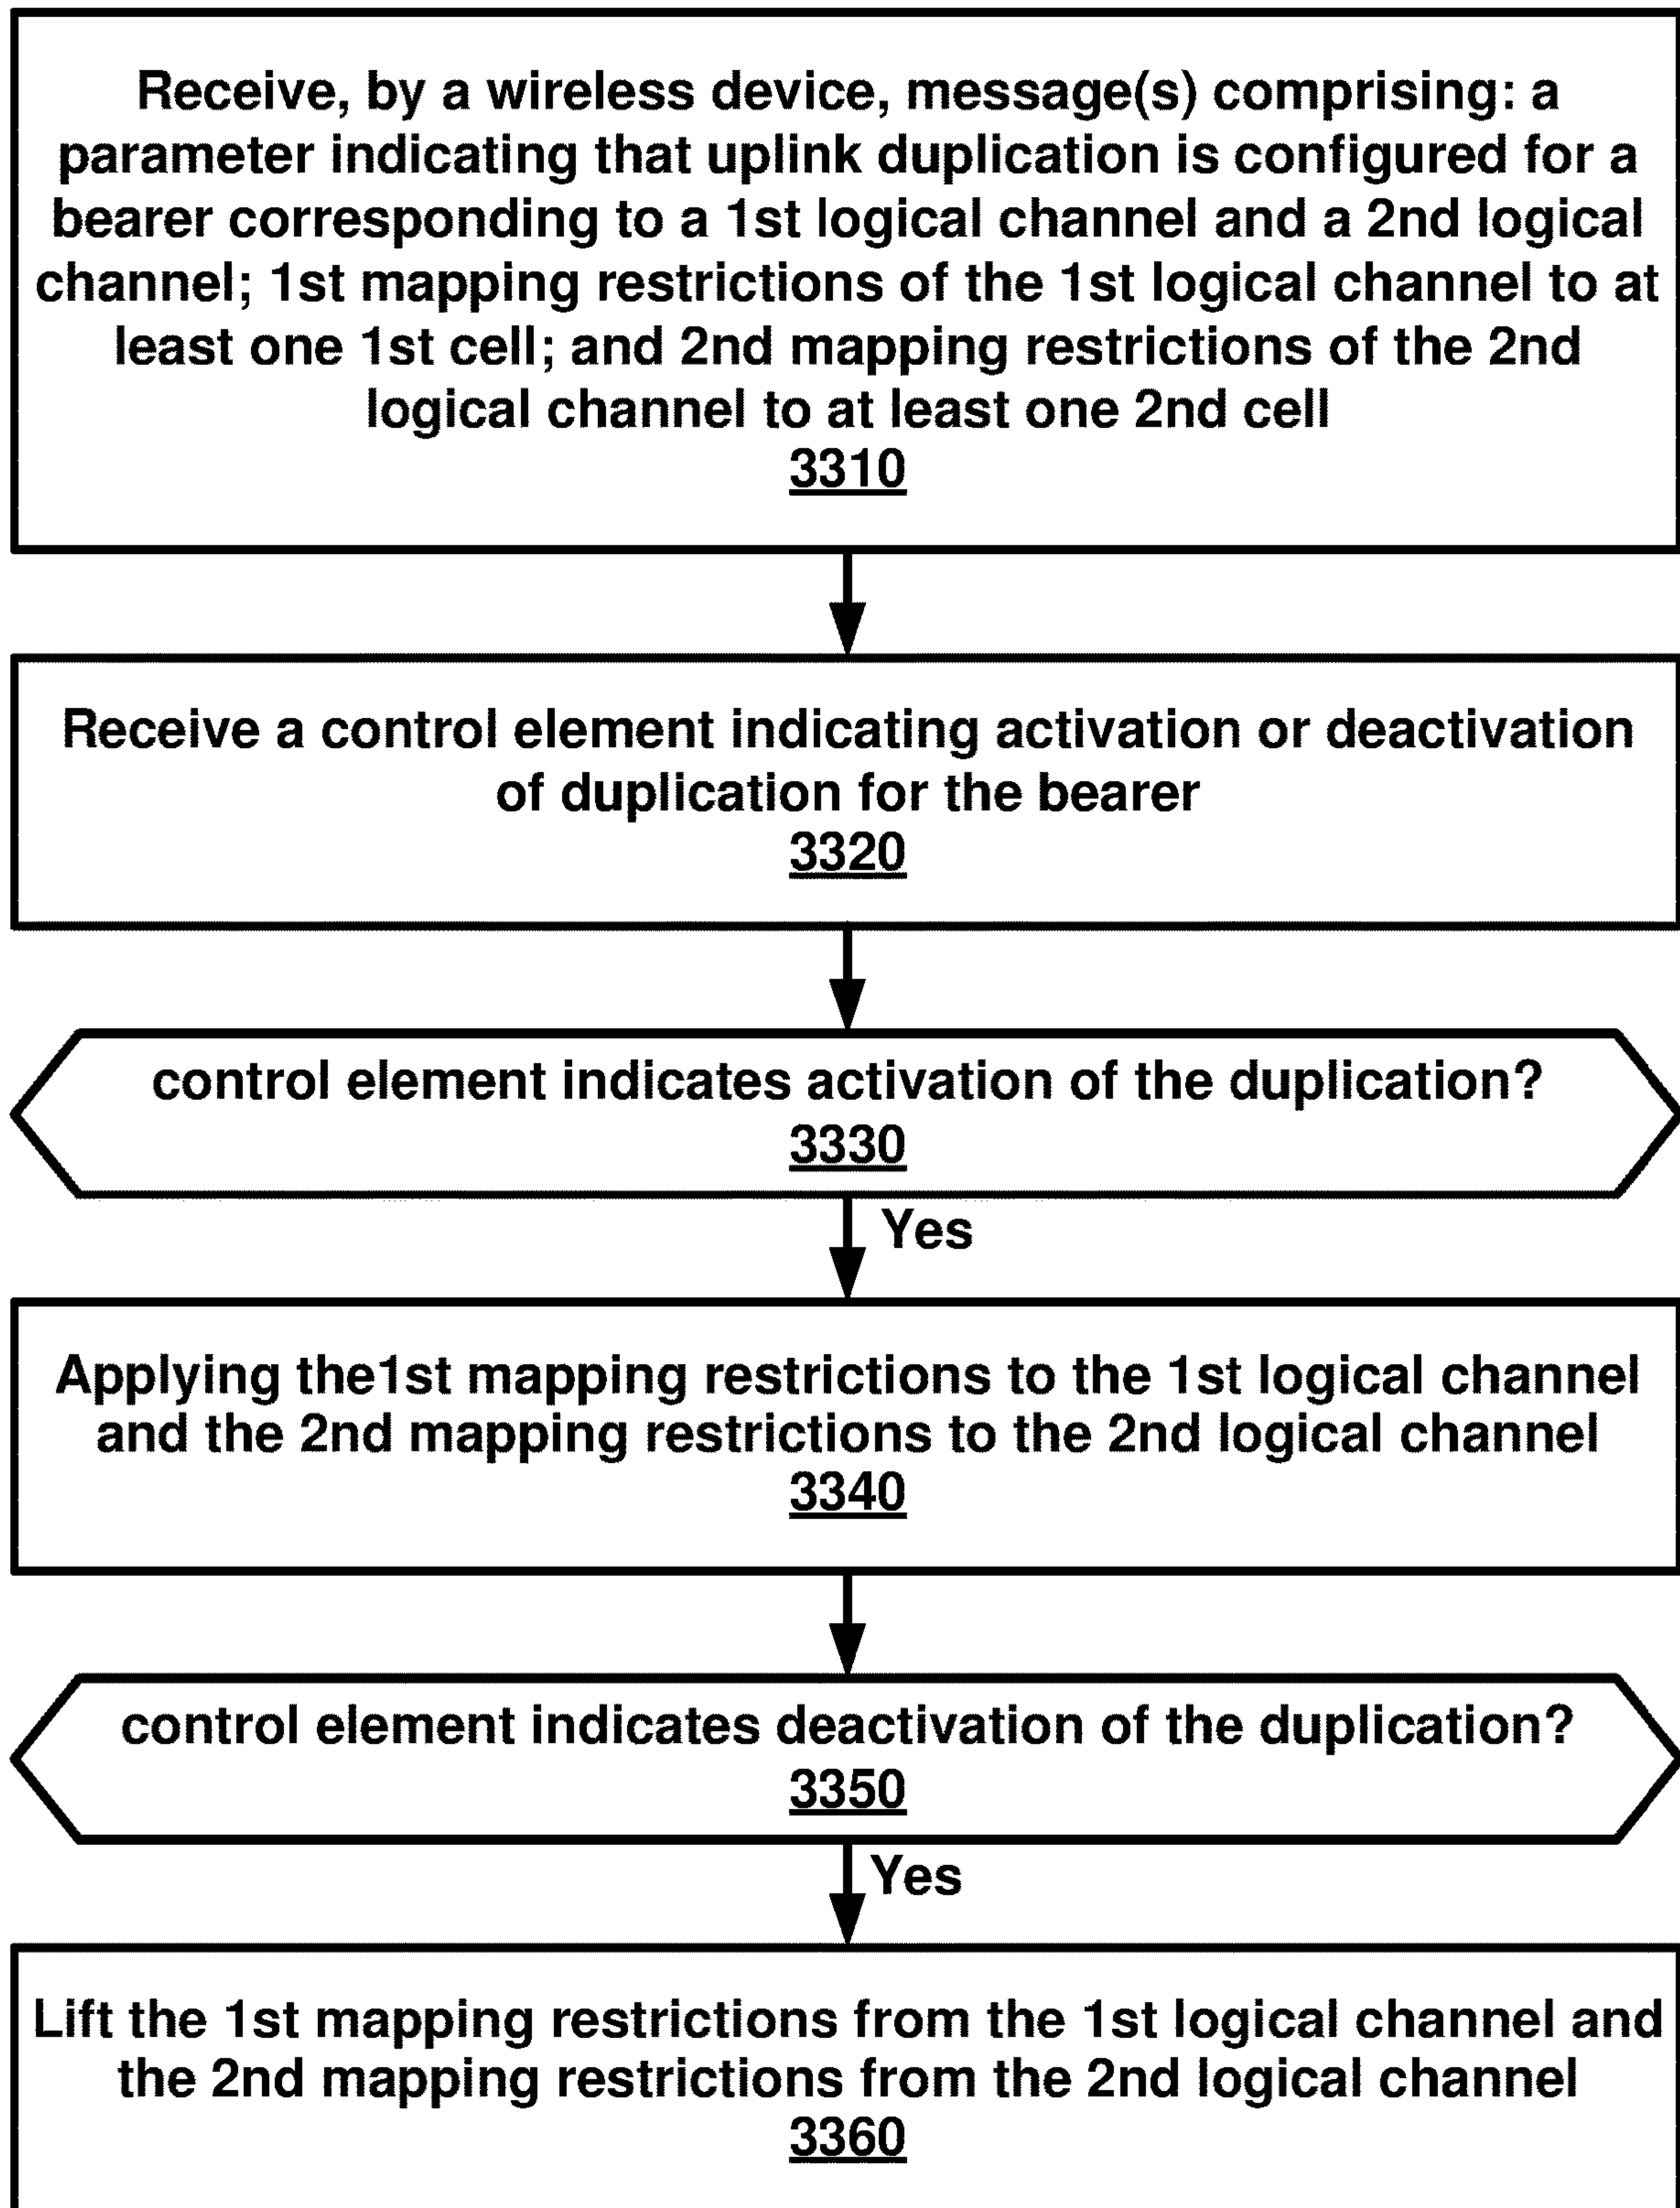 Receive, by a wireless device, message(s) comprising: a
parameter indicating that uplink duplication is configured for a
bearer corresponding to a 1st logical channel and a 2nd logical
channel; 1st mapping restrictions of the 1st logical channel to at
least one 1st cell; and 2nd mapping restrictions of the 2nd
logical channel to at least one 2nd cell
3310
Receive a control element indicating activation or deactivation
of duplication for the bearer
3320
control element indicates activation of the duplication?
3330
Yes
Applying the1st mapping restrictions to the 1st logical channel
and the 2nd mapping restrictions to the 2nd logical channel
3340
control element indicates deactivation of the duplication?
3350
Yes
Lift the 1st mapping restrictions from the 1st logical channel and
the 2nd mapping restrictions from the 2nd logical channel
3360